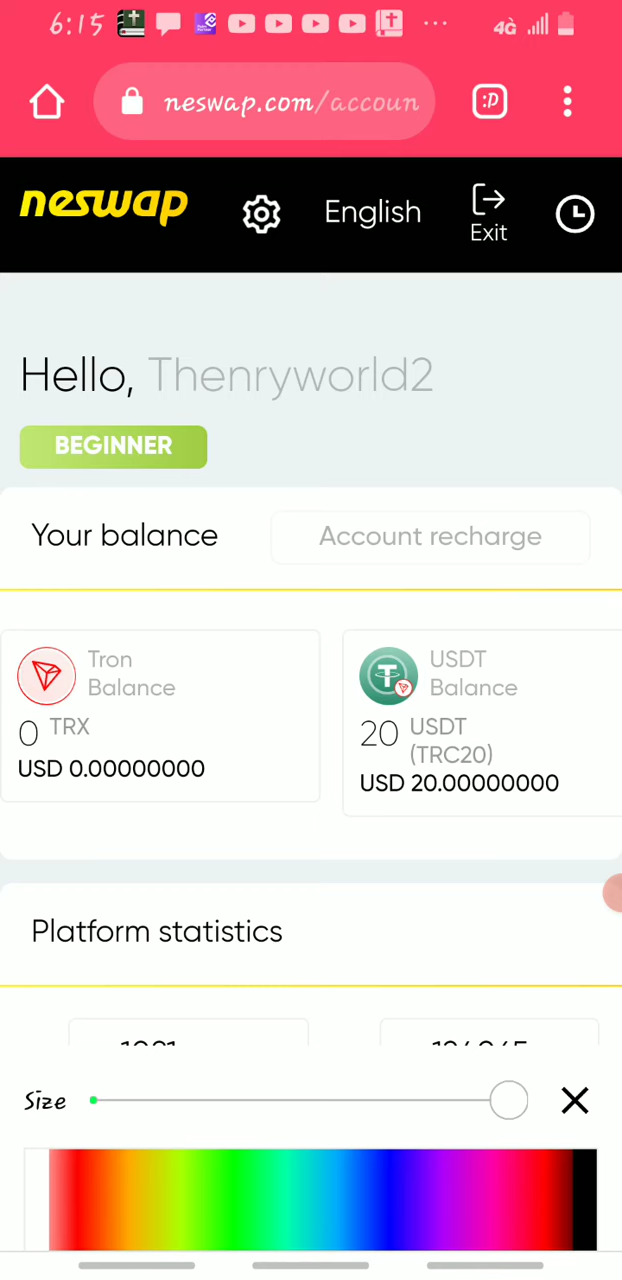 6:15
4G
neswap.com/accoun
:D
neswap
English
Exit
Hello, Thenryworld2
BEGINNER
Your balance
Account recharge
Tron
Balance
0 TRX
USD 0.00000000
USDT
Balance
20 USDT
(TRC20)
USD 20.00000000
Platform statistics
Size